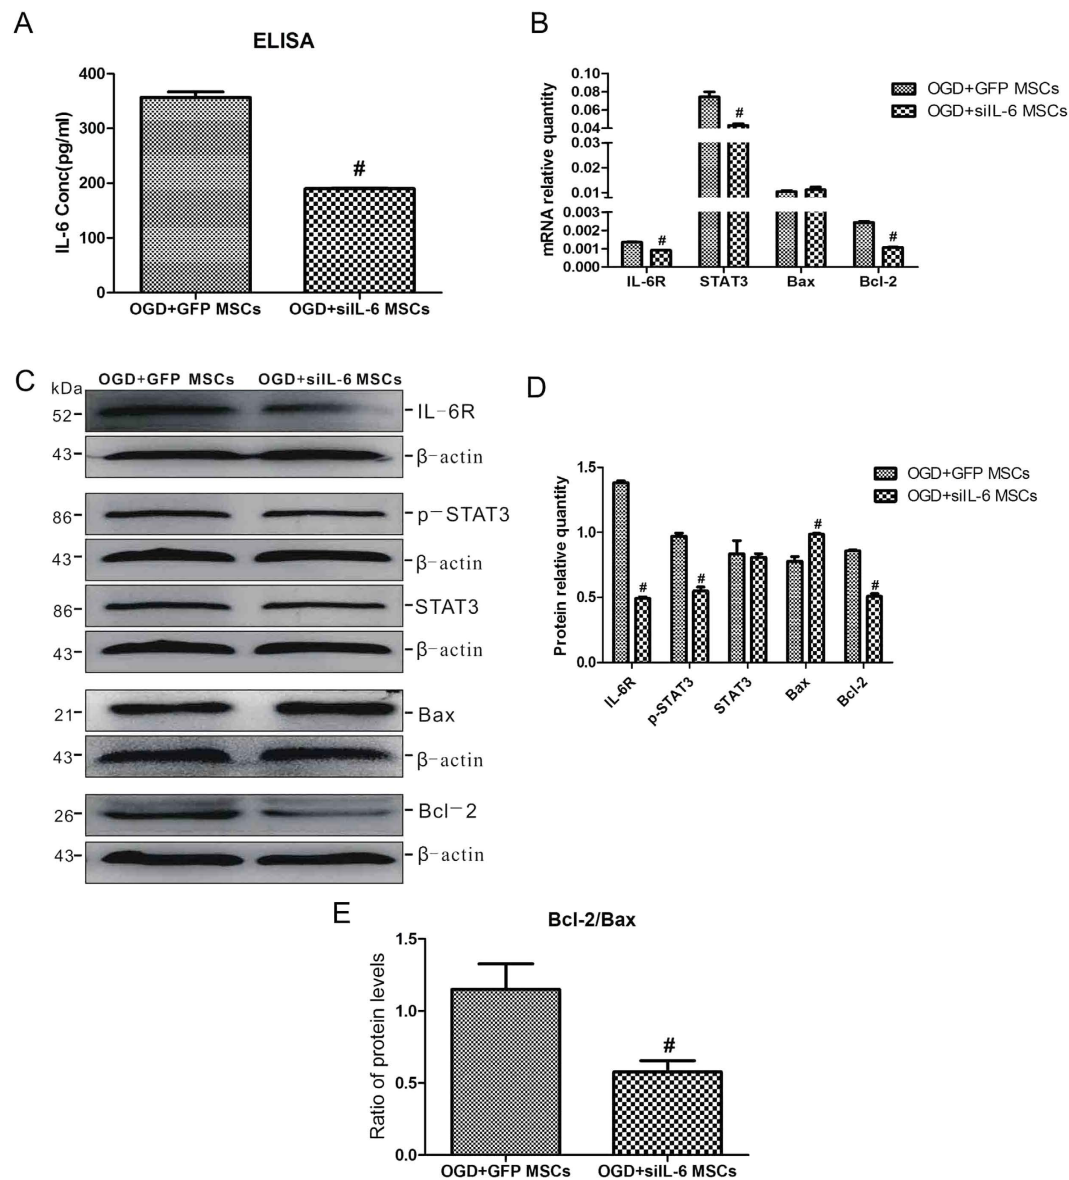 A
ELISA
IL-6 Conc(pg/ml)
400
300
200
100
0
#
OGD+GFP MSCs
OGD+siIL-6 MSCs
B
mRNA relative quantity
0.10
0.08
0.06
0.04
0.03
0.02
0.01
0.003
0.002
0.001
0.000
#
#
#
IL-6R
STAT3
Bax
Bcl-2
OGD+GFP MSCs
OGD+siIL-6 MSCs
C
kDa
OGD+GFP MSCs
OGD+siIL-6 MSCs
52
IL-6R
43
β-actin
86
p-STAT3
43
β-actin
86
STAT3
43
β-actin
21
Bax
43
β-actin
26
Bcl-2
43
β-actin
D
Protein relative quantity
1.5
1.0
0.5
0.0
#
#
#
#
IL-6R
p-STAT3
STAT3
Bax
Bcl-2
OGD+GFP MSCs
OGD+siIL-6 MSCs
E
Bcl-2/Bax
Ratio of protein levels
1.5
1.0
0.5
0.0
#
OGD+GFP MSCs
OGD+siIL-6 MSCs